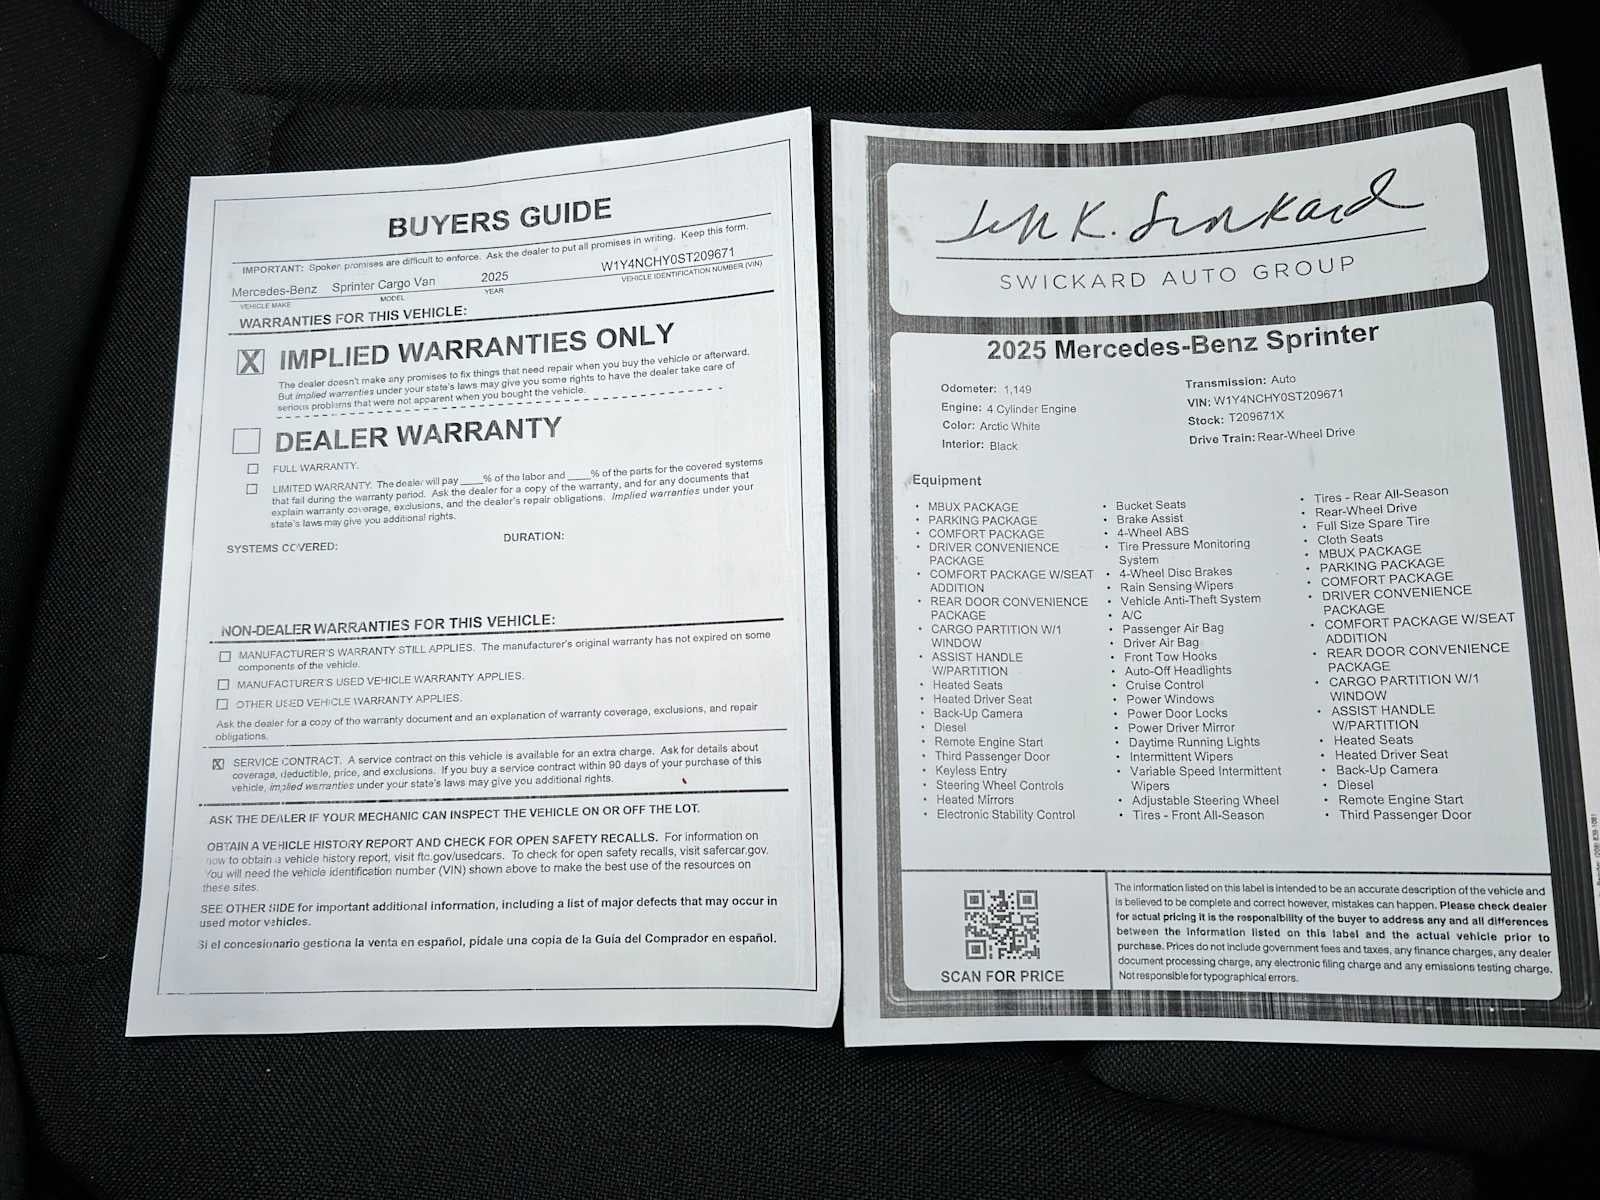 BUYERS GUIDE
IMPORTANT: Spoken promises are difficult to enforce. Ask the dealer to put all promises in writing. Keep this form.
Mercedes-Benz Sprinter Cargo Van 2025 W1Y4NCHY0ST209671
VEHICLE MAKE MODEL YEAR VEHICLE IDENTIFICATION NUMBER (VIN)
WARRANTIES FOR THIS VEHICLE:
X IMPLIED WARRANTIES ONLY
The dealer doesn't make any promises to fix things that need repair when you buy the vehicle or afterward.
But implied warranties under your state's laws may give you some rights to have the dealer take care of
serious problems that were not apparent when you bought the vehicle.
DEALER WARRANTY
FULL WARRANTY.
LIMITED WARRANTY. The dealer will pay ____% of the labor and ____% of the parts for the covered systems
that fail during the warranty period. Ask the dealer for a copy of the warranty, and for any documents that
explain warranty coverage, exclusions, and the dealer's repair obligations. Implied warranties under your
state's laws may give you additional rights.
SYSTEMS COVERED: DURATION:
NON-DEALER WARRANTIES FOR THIS VEHICLE:
MANUFACTURER'S WARRANTY STILL APPLIES. The manufacturer's original warranty has not expired on some
components of the vehicle.
MANUFACTURER'S USED VEHICLE WARRANTY APPLIES.
OTHER USED VEHICLE WARRANTY APPLIES.
Ask the dealer for a copy of the warranty document and an explanation of warranty coverage, exclusions, and repair
obligations.
X SERVICE CONTRACT. A service contract on this vehicle is available for an extra charge. Ask for details about
coverage, deductible, price, and exclusions. If you buy a service contract within 90 days of your purchase of this
vehicle, implied warranties under your state's laws may give you additional rights.
ASK THE DEALER IF YOUR MECHANIC CAN INSPECT THE VEHICLE ON OR OFF THE LOT.
OBTAIN A VEHICLE HISTORY REPORT AND CHECK FOR OPEN SAFETY RECALLS. For information on
how to obtain a vehicle history report, visit ftc.gov/usedcars. To check for open safety recalls, visit safercar.gov.
You will need the vehicle identification number (VIN) shown above to make the best use of the resources on
these sites.
SEE OTHER SIDE for important additional information, including a list of major defects that may occur in
used motor vehicles.
Si el concesionario gestiona la venta en español, pídale una copia de la Guía del Comprador en español.
SWICKARD AUTO GROUP
2025 Mercedes-Benz Sprinter
Odometer: 1,149
Engine: 4 Cylinder Engine
Color: Arctic White
Interior: Black
Transmission: Auto
VIN: W1Y4NCHY0ST209671
Stock: T209671X
Drive Train: Rear-Wheel Drive
Equipment
• MBUX PACKAGE
• PARKING PACKAGE
• COMFORT PACKAGE
• DRIVER CONVENIENCE
PACKAGE
• COMFORT PACKAGE W/SEAT
ADDITION
• REAR DOOR CONVENIENCE
PACKAGE
• CARGO PARTITION W/1
WINDOW
• ASSIST HANDLE
W/PARTITION
• Heated Seats
• Heated Driver Seat
• Back-Up Camera
• Diesel
• Remote Engine Start
• Third Passenger Door
• Keyless Entry
• Steering Wheel Controls
• Heated Mirrors
• Electronic Stability Control
• Bucket Seats
• Brake Assist
• 4-Wheel ABS
• Tire Pressure Monitoring
System
• 4-Wheel Disc Brakes
• Rain Sensing Wipers
• Vehicle Anti-Theft System
• A/C
• Passenger Air Bag
• Driver Air Bag
• Front Tow Hooks
• Auto-Off Headlights
• Cruise Control
• Power Windows
• Power Door Locks
• Power Driver Mirror
• Daytime Running Lights
• Intermittent Wipers
• Variable Speed Intermittent
Wipers
• Adjustable Steering Wheel
• Tires - Front All-Season
• Tires - Rear All-Season
• Rear-Wheel Drive
• Full Size Spare Tire
• Cloth Seats
• MBUX PACKAGE
• PARKING PACKAGE
• COMFORT PACKAGE
• DRIVER CONVENIENCE
PACKAGE
• COMFORT PACKAGE W/SEAT
ADDITION
• REAR DOOR CONVENIENCE
PACKAGE
• CARGO PARTITION W/1
WINDOW
• ASSIST HANDLE
W/PARTITION
• Heated Seats
• Heated Driver Seat
• Back-Up Camera
• Diesel
• Remote Engine Start
• Third Passenger Door
SCAN FOR PRICE
The information listed on this label is intended to be an accurate description of the vehicle and
is believed to be complete and correct however, mistakes can happen. Please check dealer
for actual pricing it is the responsibility of the buyer to address any and all differences
between the information listed on this label and the actual vehicle prior to
purchase. Prices do not include government fees and taxes, any finance charges, any dealer
document processing charge, any electronic filing charge and any emissions testing charge.
Not responsible for typographical errors.